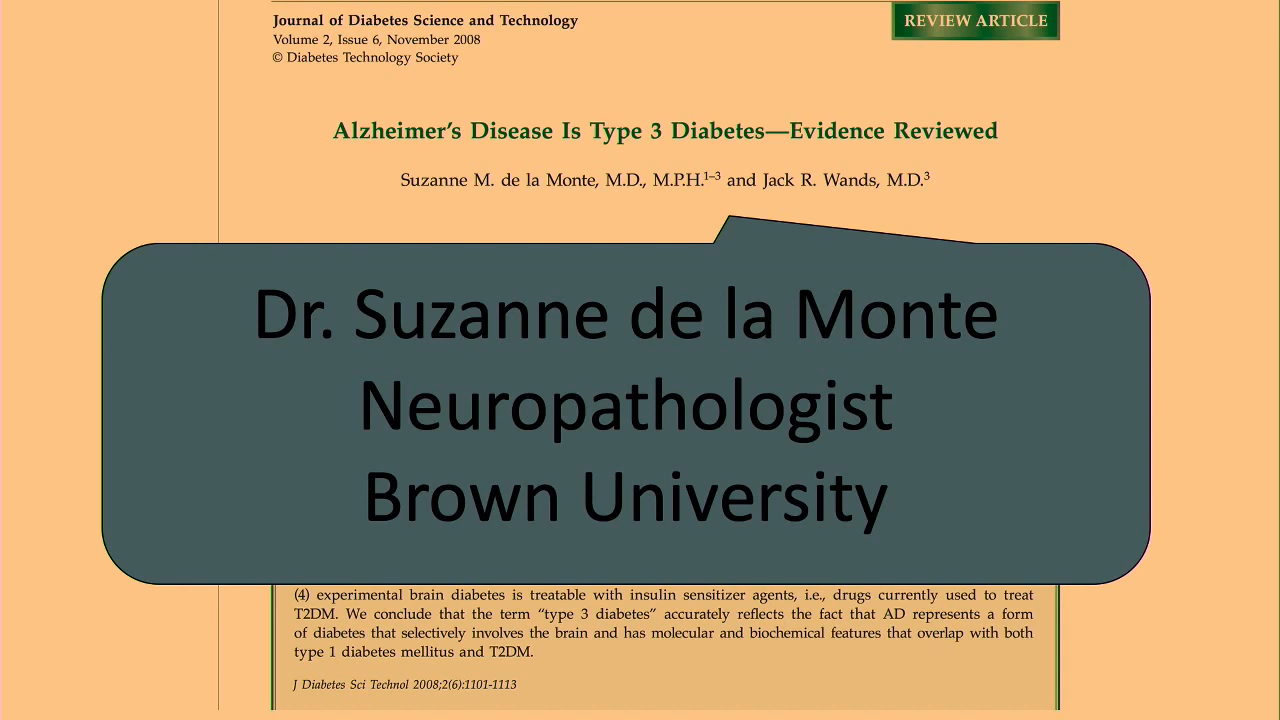 Journal of Diabetes Science and Technology
Volume 2, Issue 6, November 2008
© Diabetes Technology Society
REVIEW ARTICLE
Alzheimer's Disease Is Type 3 Diabetes—Evidence Reviewed
Suzanne M. de la Monte, M.D., M.P.H.¹⁻³ and Jack R. Wands, M.D.³
Dr. Suzanne de la Monte
Neuropathologist
Brown University
(4) experimental brain diabetes is treatable with insulin sensitizer agents, i.e., drugs currently used to treat
T2DM. We conclude that the term “type 3 diabetes” accurately reflects the fact that AD represents a form
of diabetes that selectively involves the brain and has molecular and biochemical features that overlap with both
type 1 diabetes mellitus and T2DM.
J Diabetes Sci Technol 2008;2(6):1101-1113